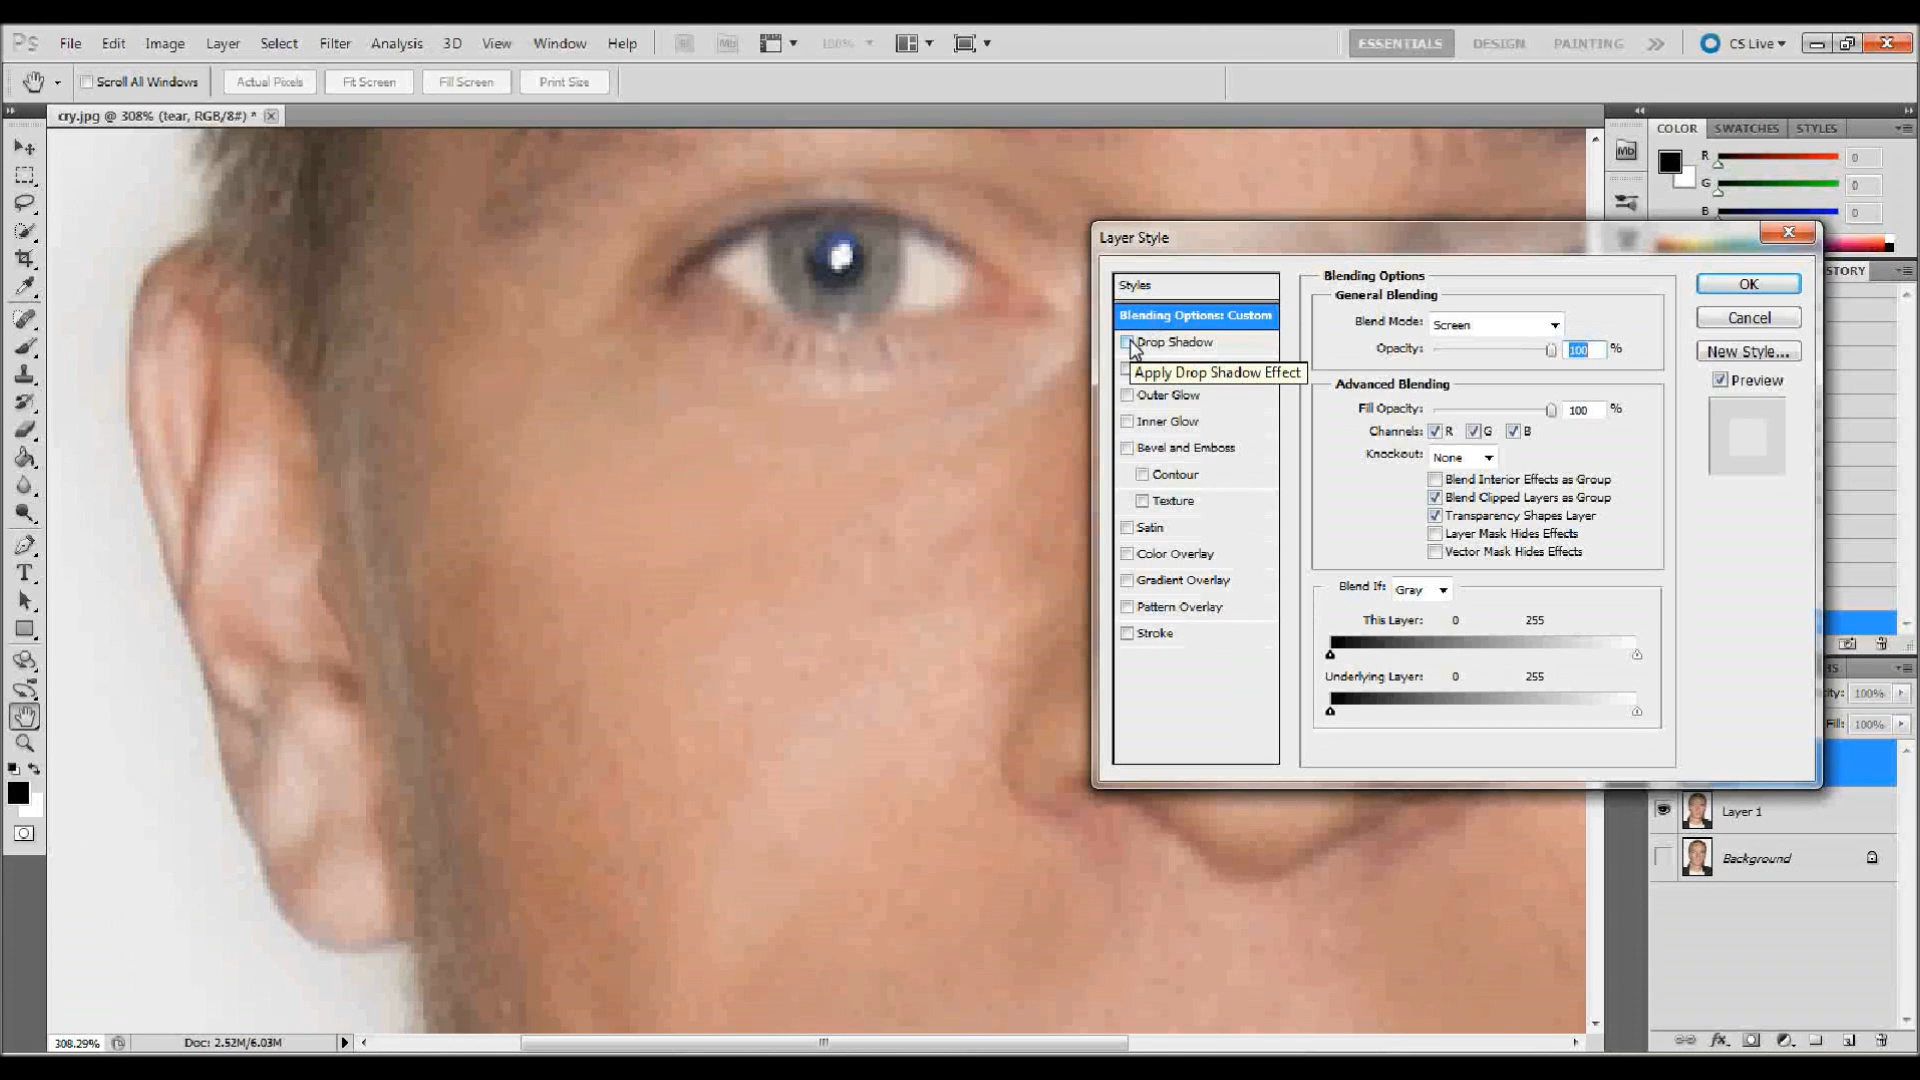 Ps File Edit Image Layer Select Filter Analysis 3D View Window Help Br Mb 100% ESSENTIALS DESIGN PAINTING CS Live
Scroll All Windows Actual Pixels Fit Screen Fill Screen Print Size
cry.jpg @ 308% (tear, RGB/8#) *
COLOR SWATCHES STYLES
Mb
R 0
G 0
B 0
Layer Style
Styles
Blending Options: Custom
Drop Shadow
Apply Drop Shadow Effect
Outer Glow
Inner Glow
Bevel and Emboss
Contour
Texture
Satin
Color Overlay
Gradient Overlay
Pattern Overlay
Stroke
Blending Options
General Blending
Blend Mode: Screen
Opacity: 100 %
Advanced Blending
Fill Opacity: 100 %
Channels: R G B
Knockout: None
Blend Interior Effects as Group
Blend Clipped Layers as Group
Transparency Shapes Layer
Layer Mask Hides Effects
Vector Mask Hides Effects
Blend If: Gray
This Layer: 0 255
Underlying Layer: 0 255
OK
Cancel
New Style...
Preview
STORY
100%
Fill: 100%
Layer 1
Background
T
308.29% Doc: 2.52M/6.03M
fx